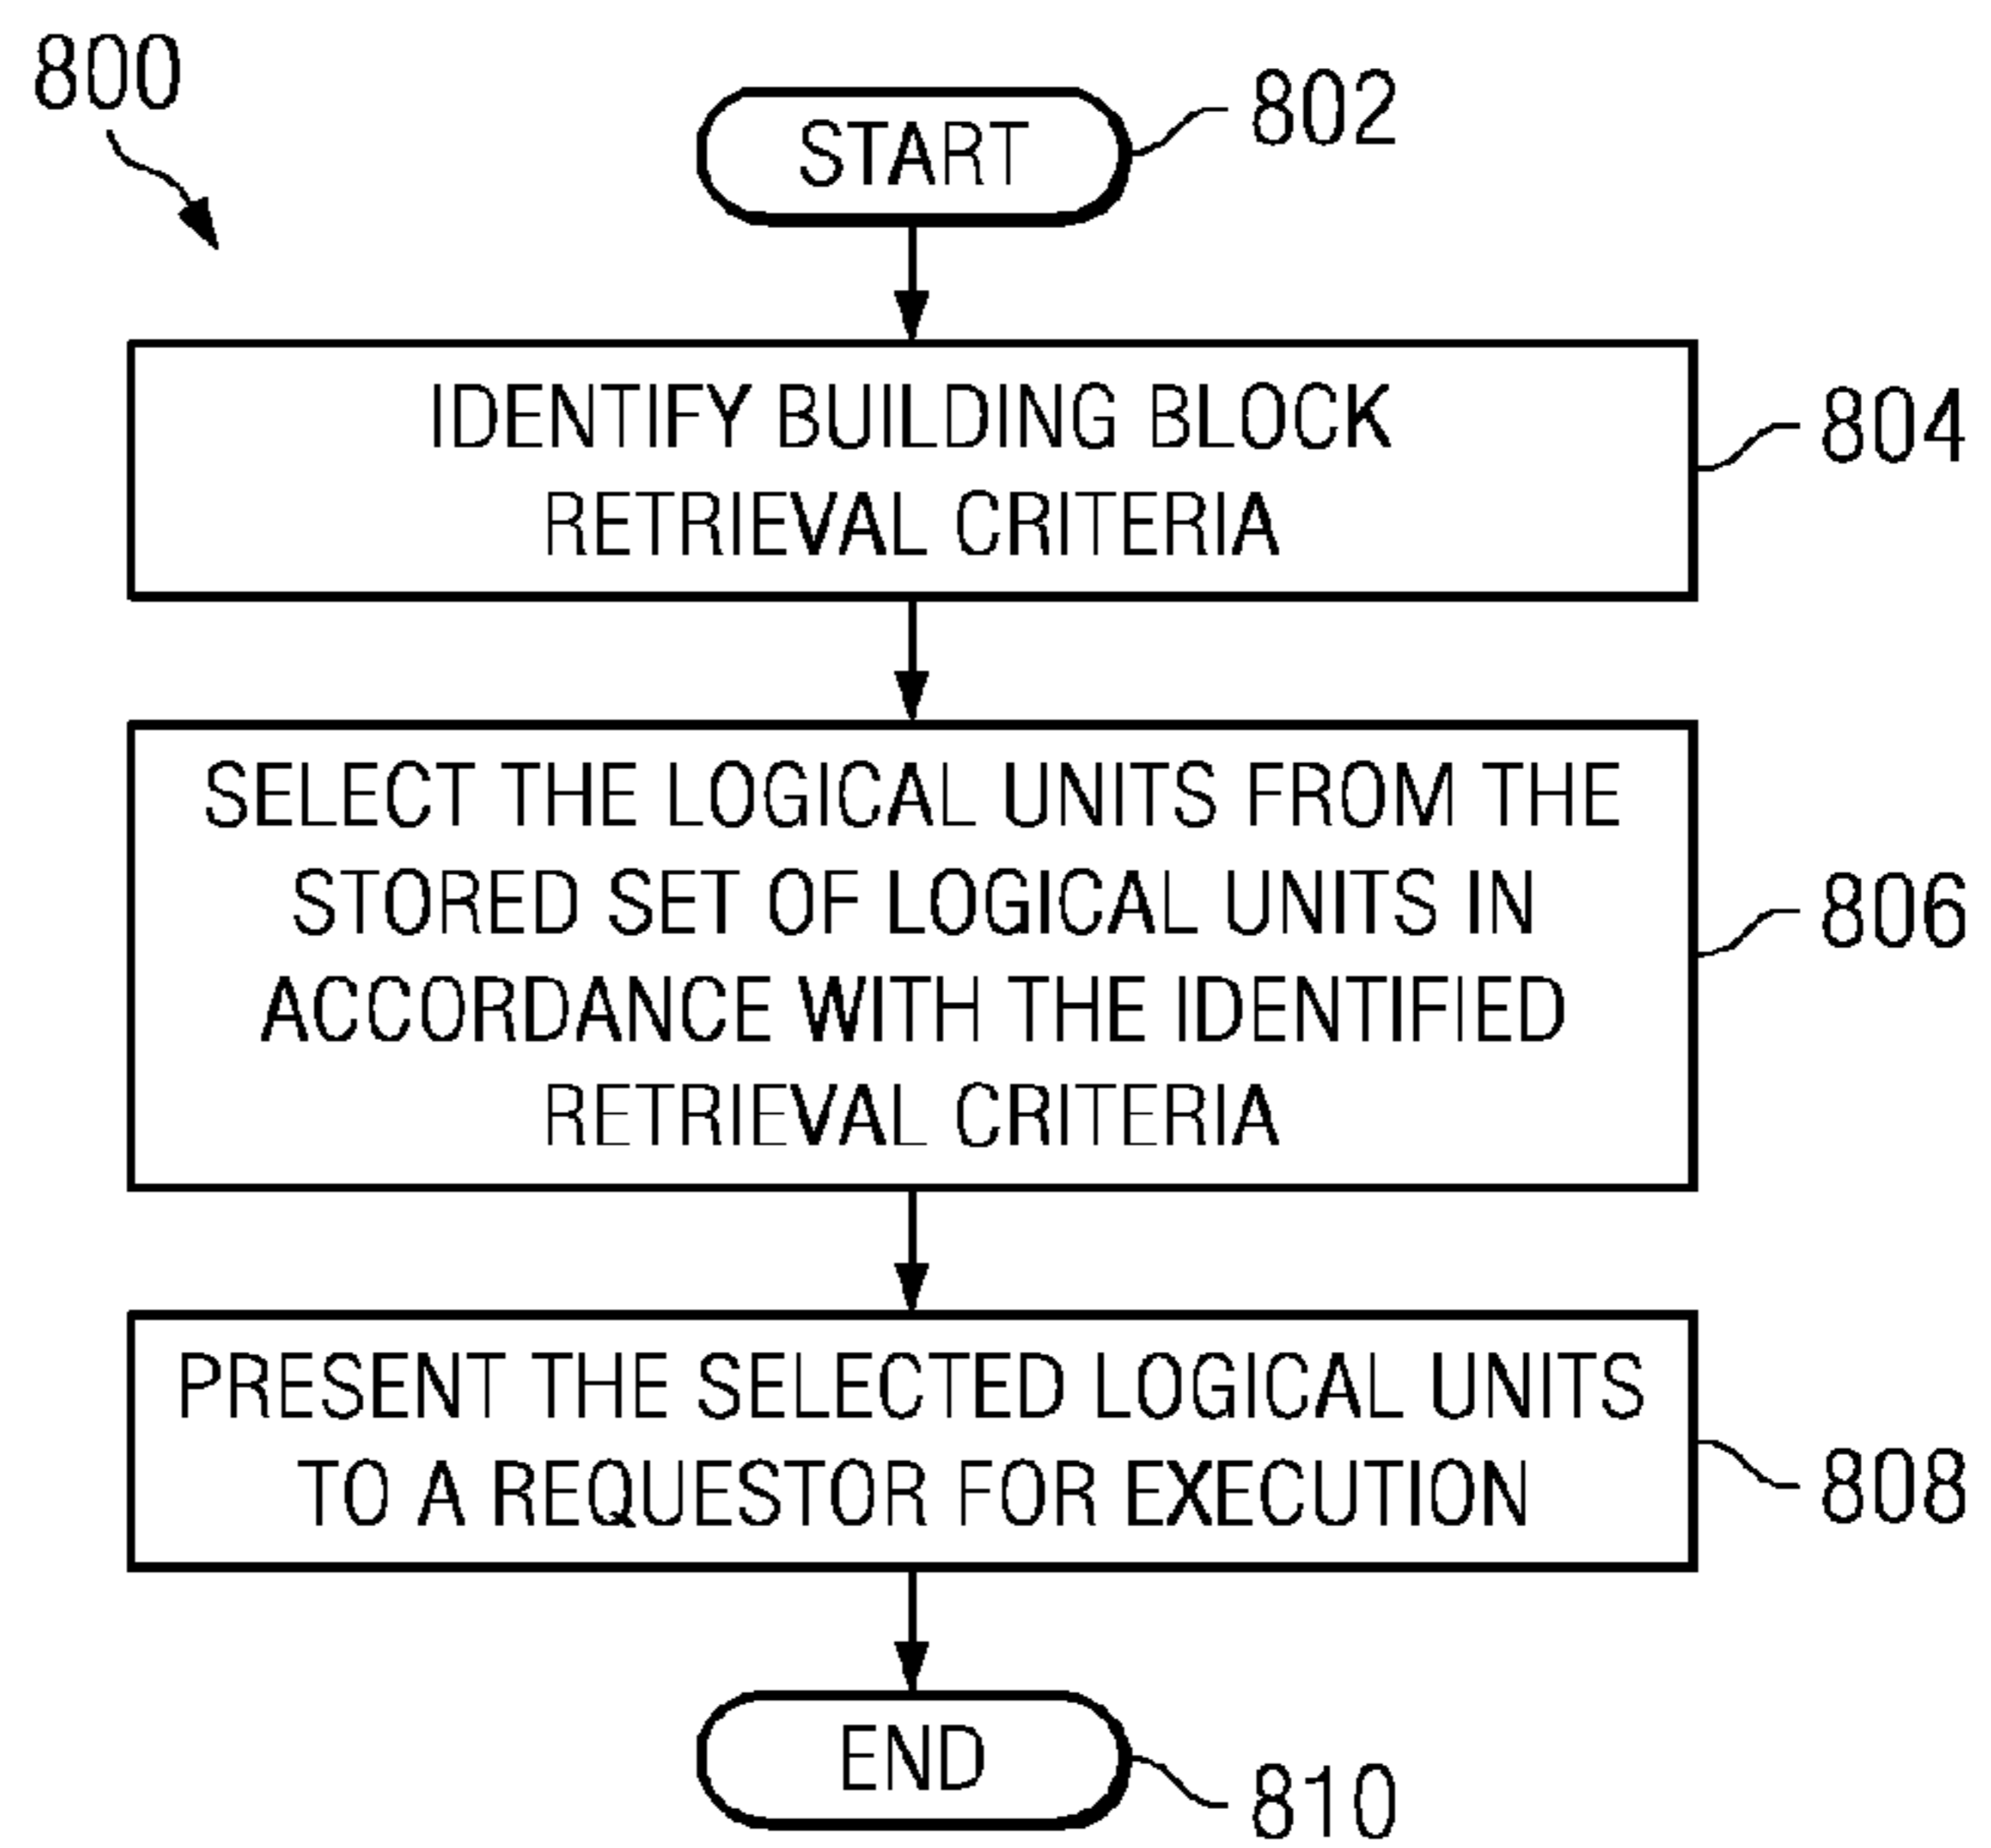 800
START
802
IDENTIFY BUILDING BLOCK
RETRIEVAL CRITERIA
804
SELECT THE LOGICAL UNITS FROM THE
STORED SET OF LOGICAL UNITS IN
ACCORDANCE WITH THE IDENTIFIED
RETRIEVAL CRITERIA
806
PRESENT THE SELECTED LOGICAL UNITS
TO A REQUESTOR FOR EXECUTION
808
END
810